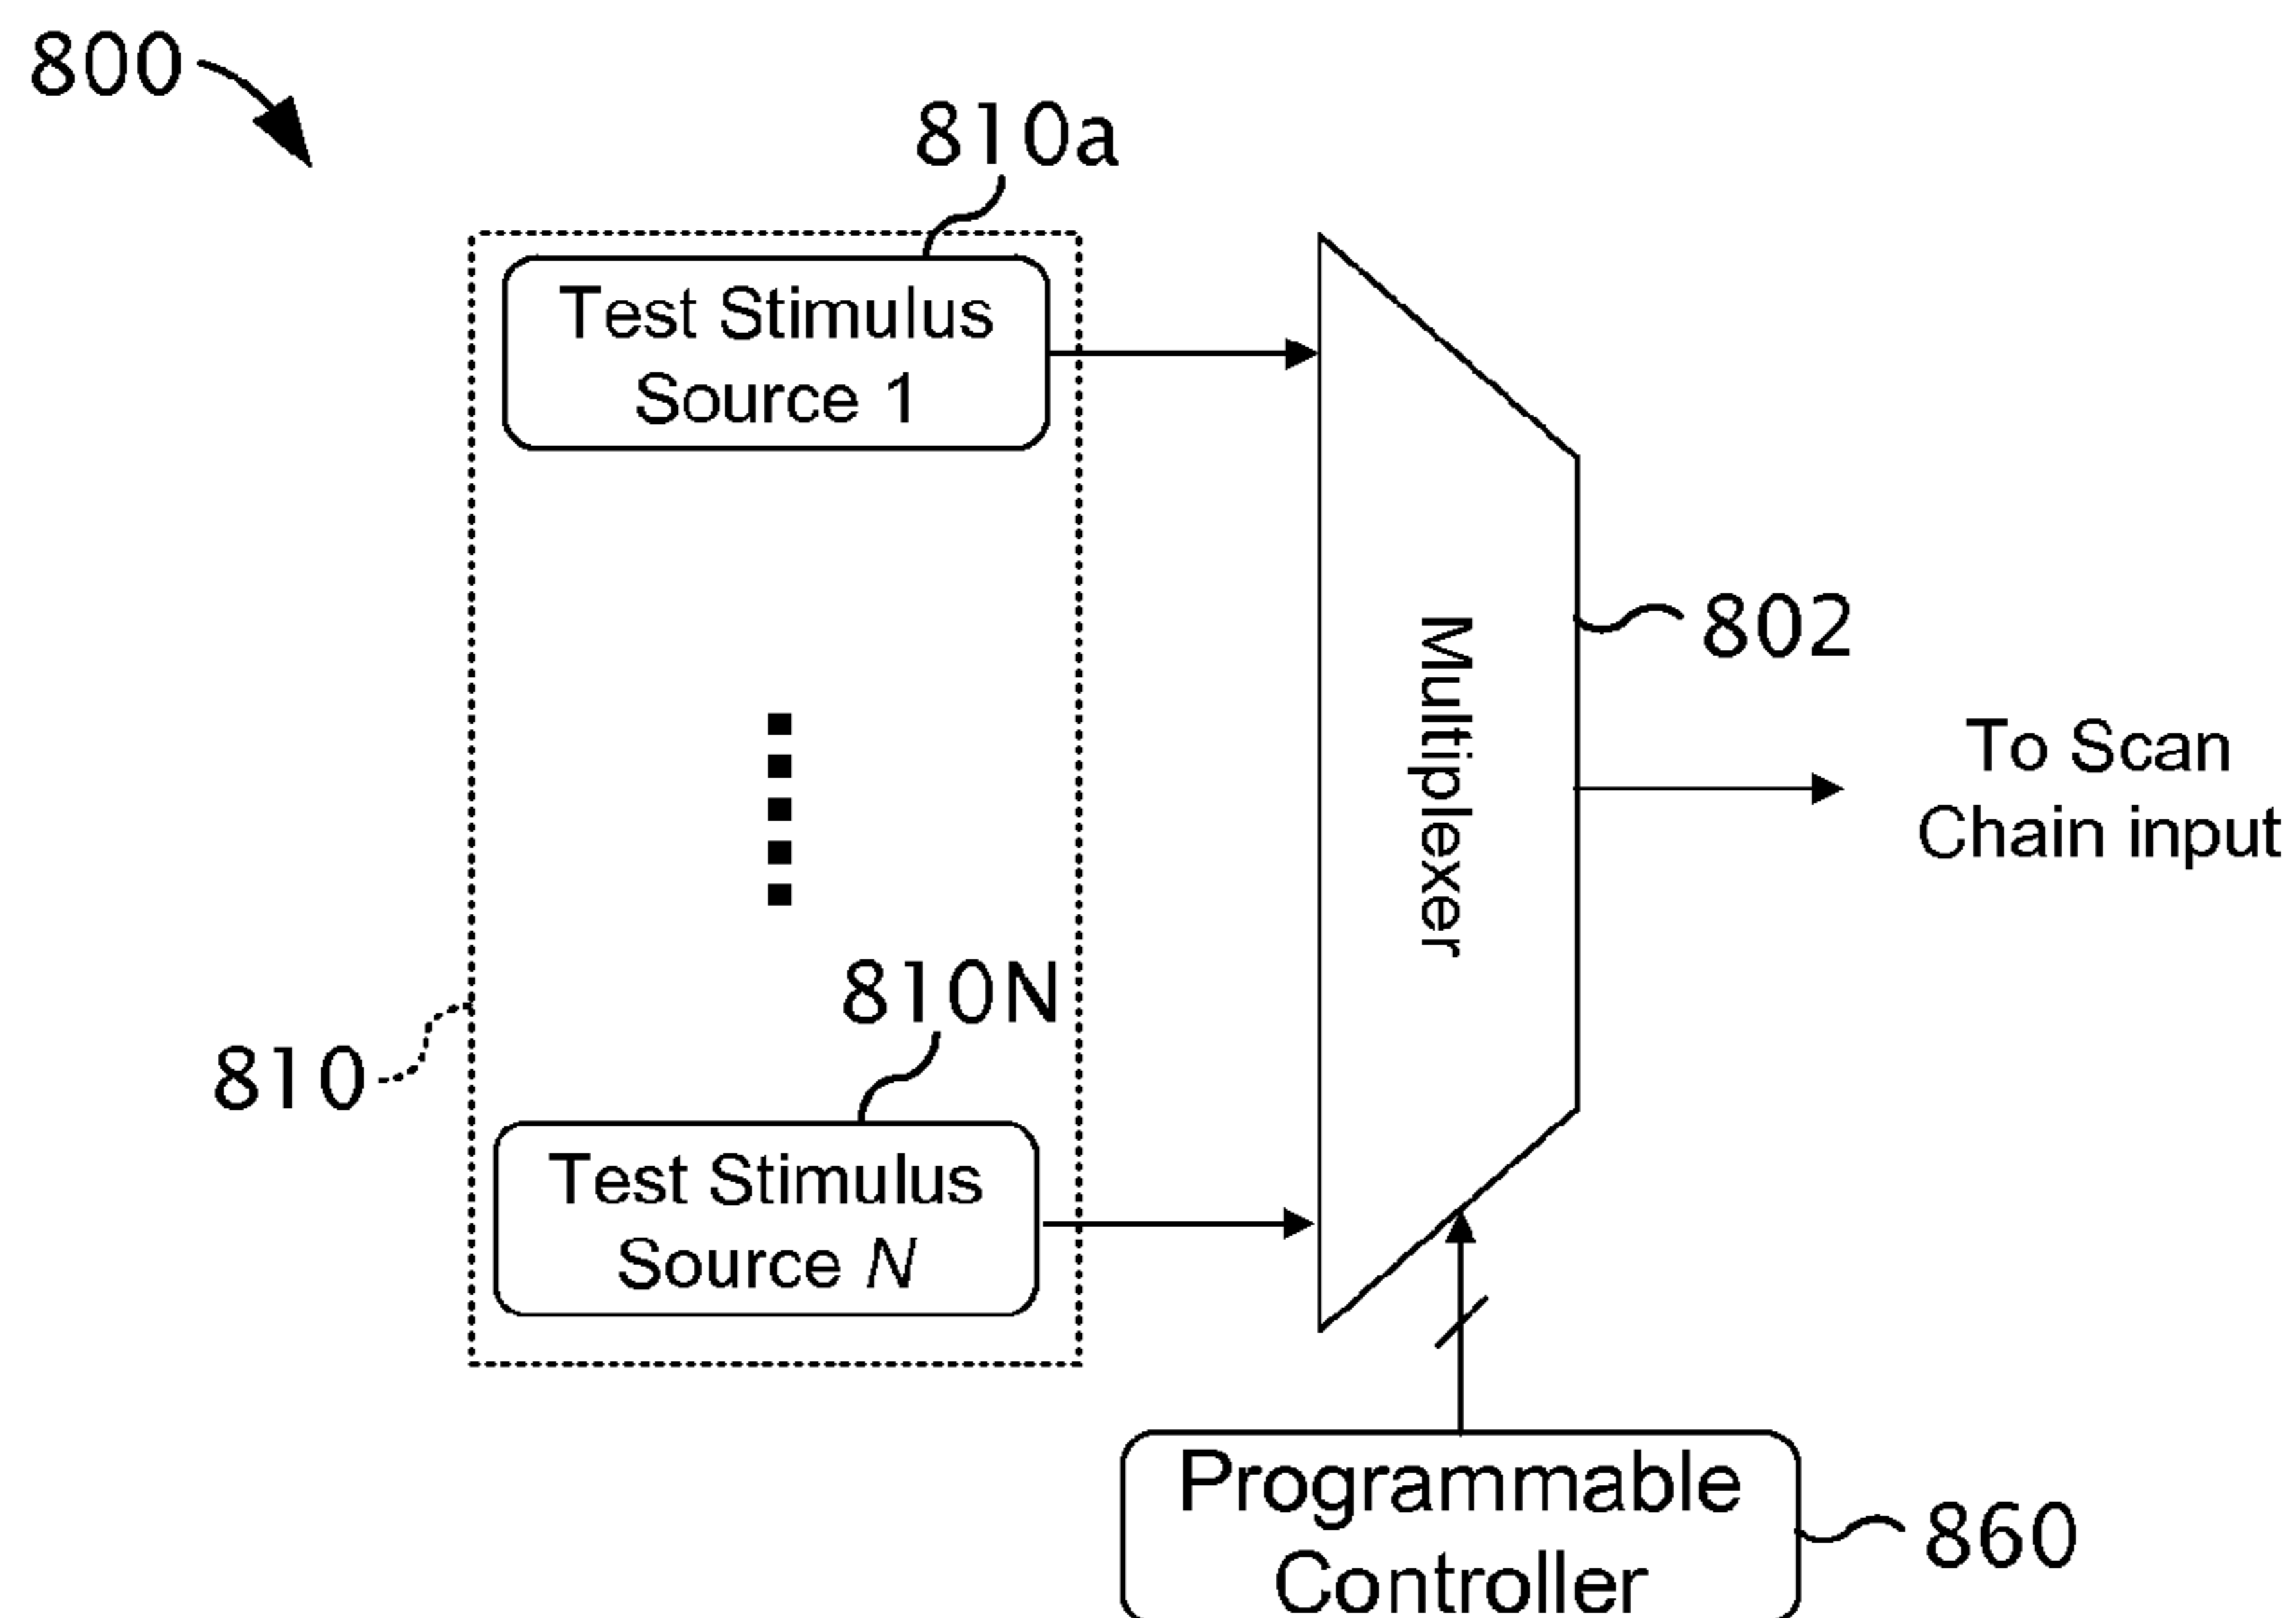 800
810a
Test Stimulus
Source 1
Multiplexer
802
To Scan
Chain input
810N
810
Test Stimulus
Source N
Programmable
Controller
860